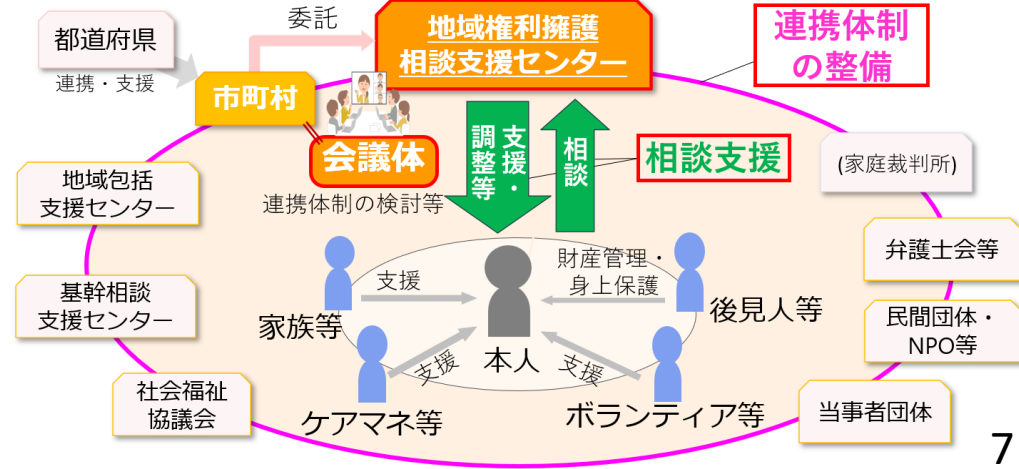 都道府県
連携・支援
委託
市町村
地域権利擁護
相談支援センター
連携体制
の整備
会議体
連携体制の検討等
支援・
調整等
相談
相談支援
(家庭裁判所)
地域包括
支援センター
弁護士会等
基幹相談
支援センター
民間団体・
NPO等
社会福祉
協議会
当事者団体
支援
家族等
財産管理・
身上保護
後見人等
本人
支援
ケアマネ等
支援
ボランティア等
7